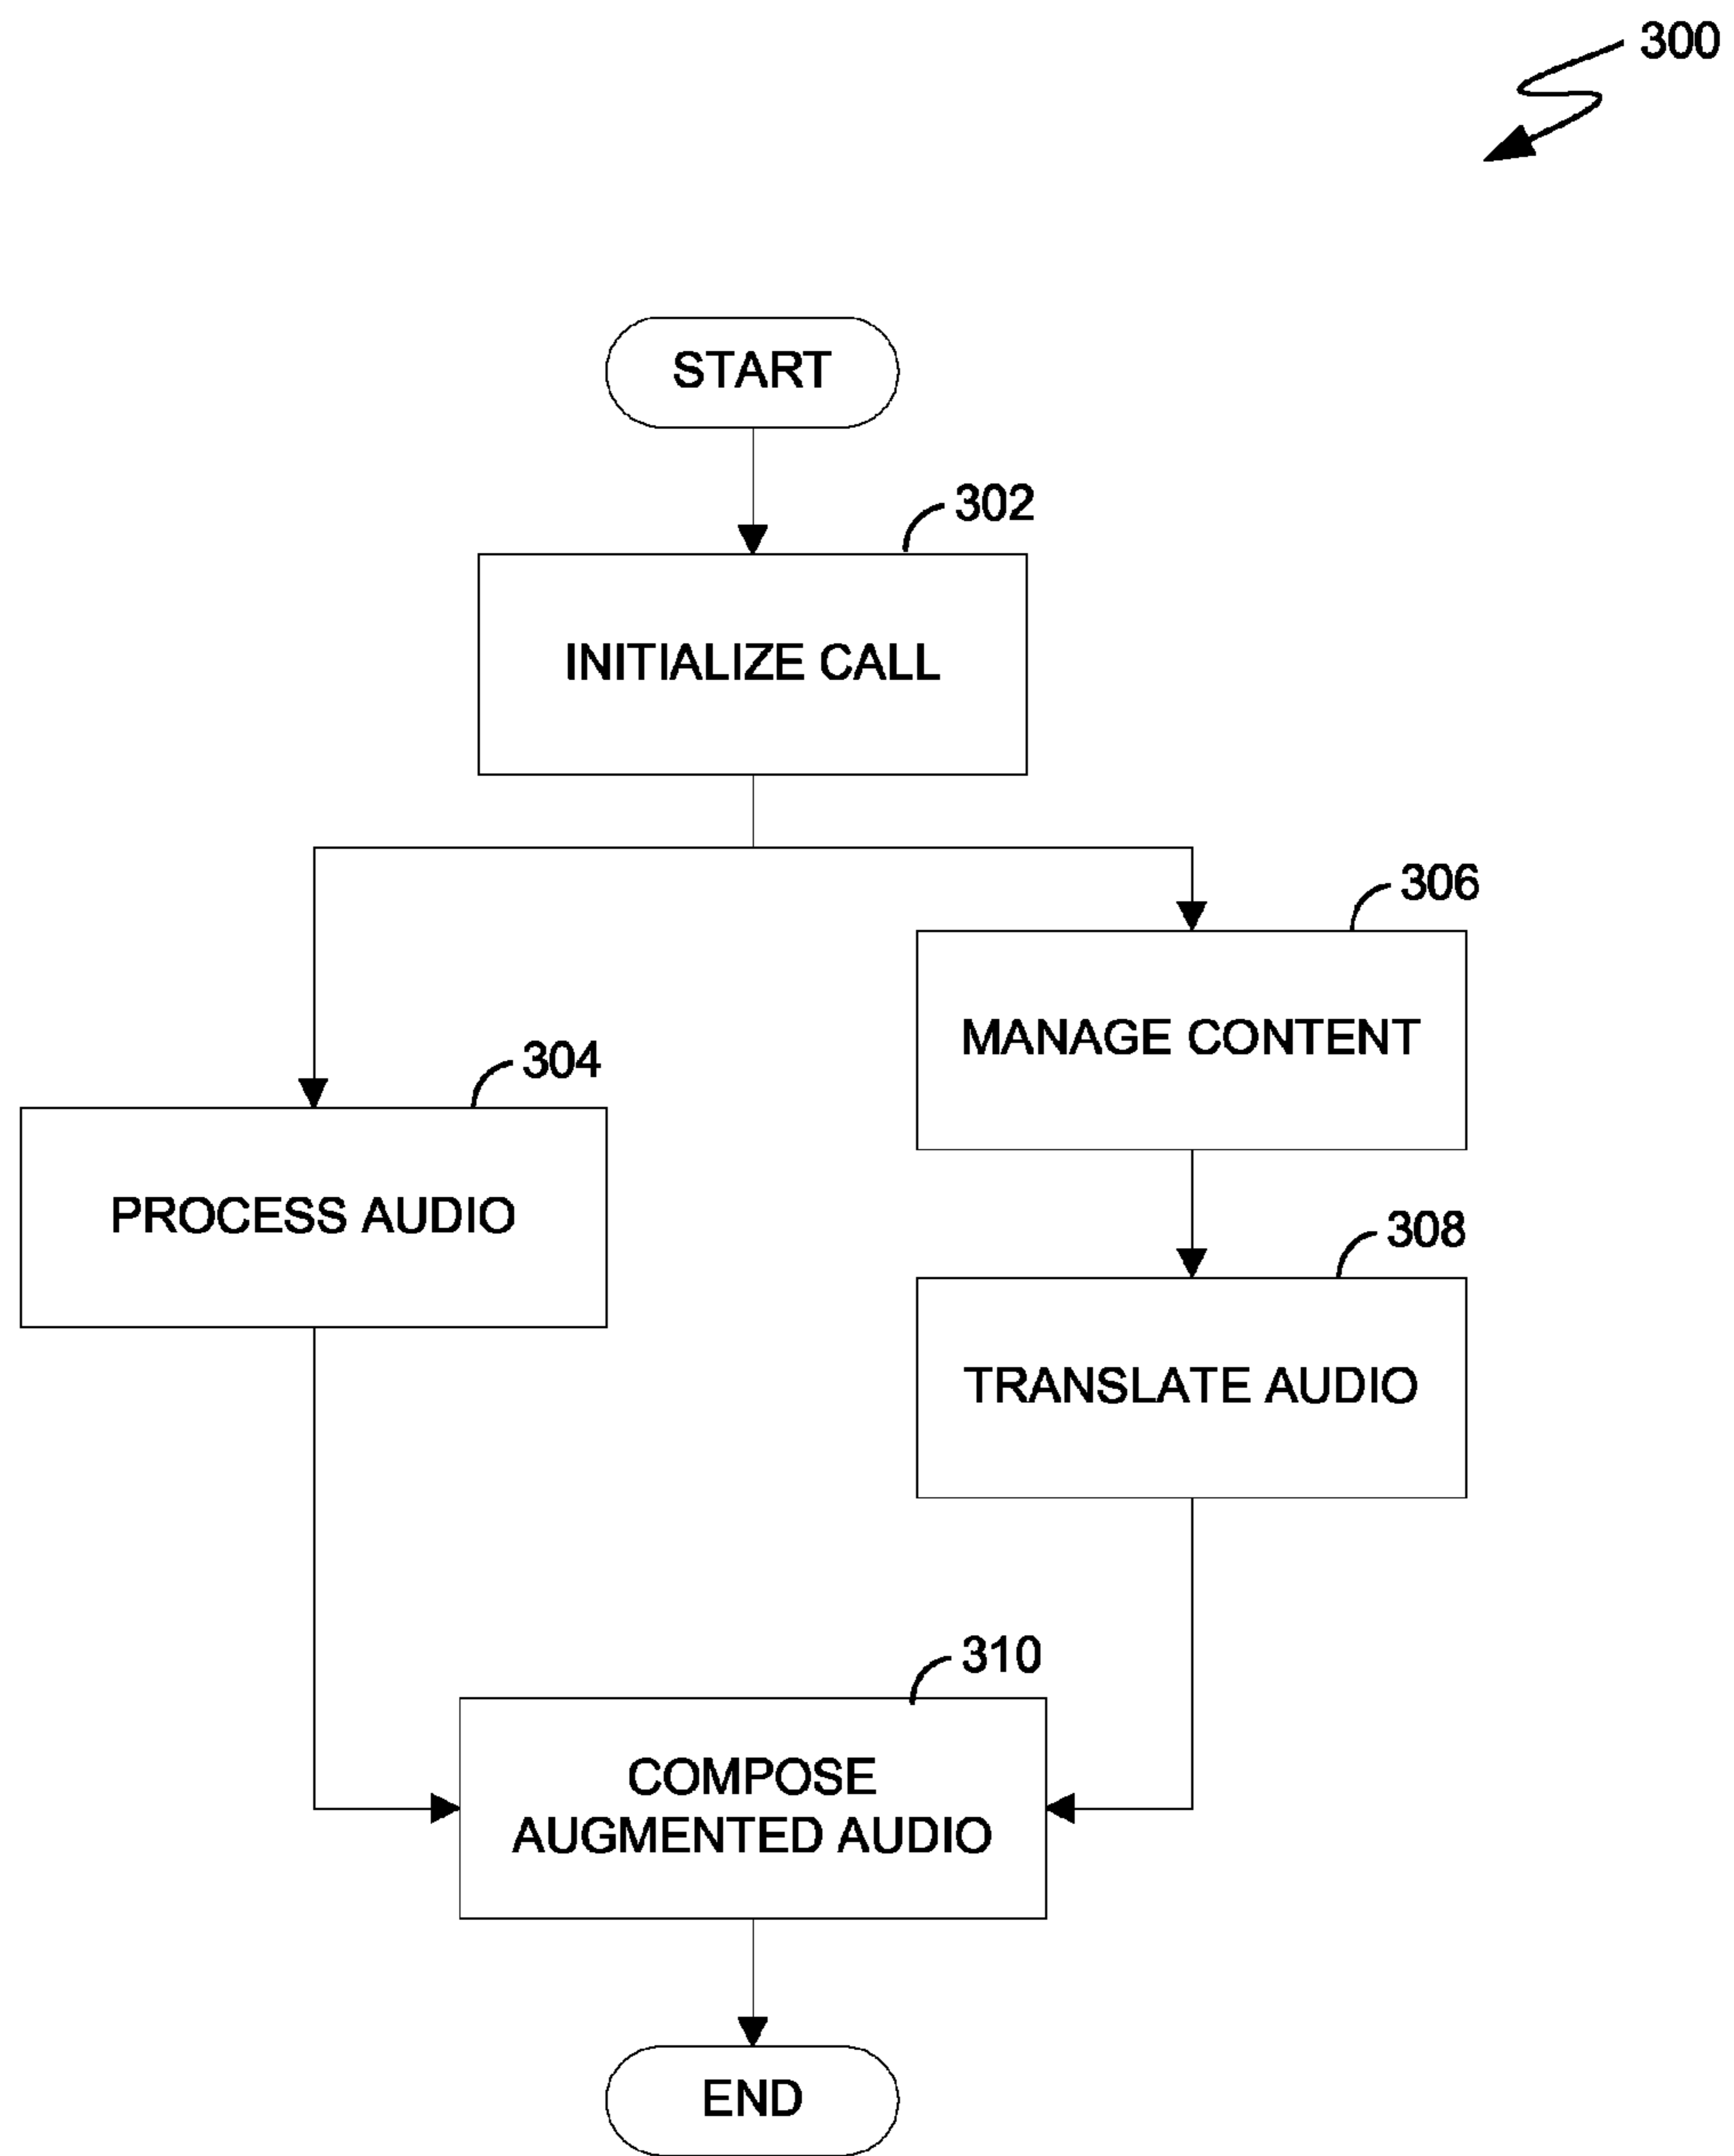 300
START
302
INITIALIZE CALL
306
MANAGE CONTENT
304
PROCESS AUDIO
308
TRANSLATE AUDIO
310
COMPOSE
AUGMENTED AUDIO
END